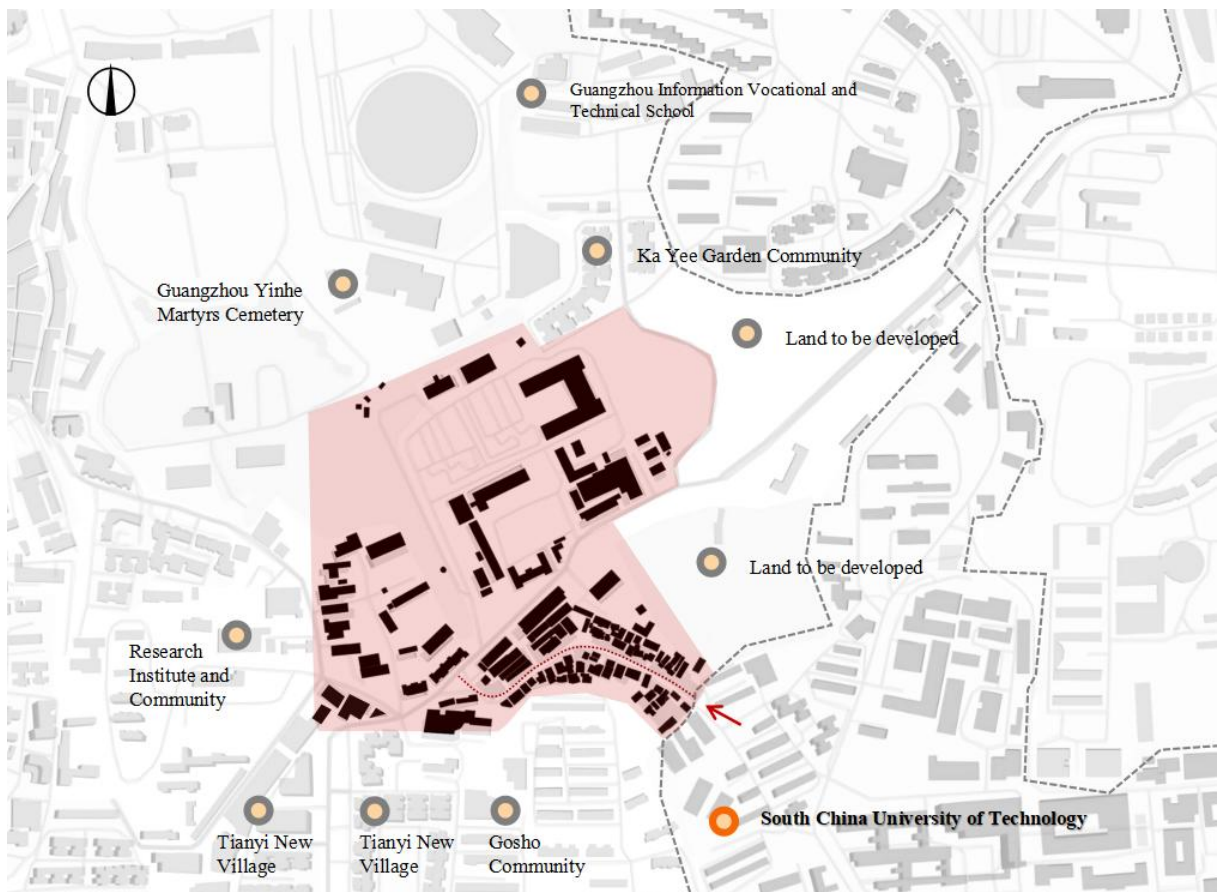 Guangzhou Information Vocational and
Technical School
Ka Yee Garden Community
Guangzhou Yinhe
Martyrs Cemetery
Land to be developed
Land to be developed
Research
Institute and
Community
South China University of Technology
Tianyi New
Village
Tianyi New
Village
Gosho
Community